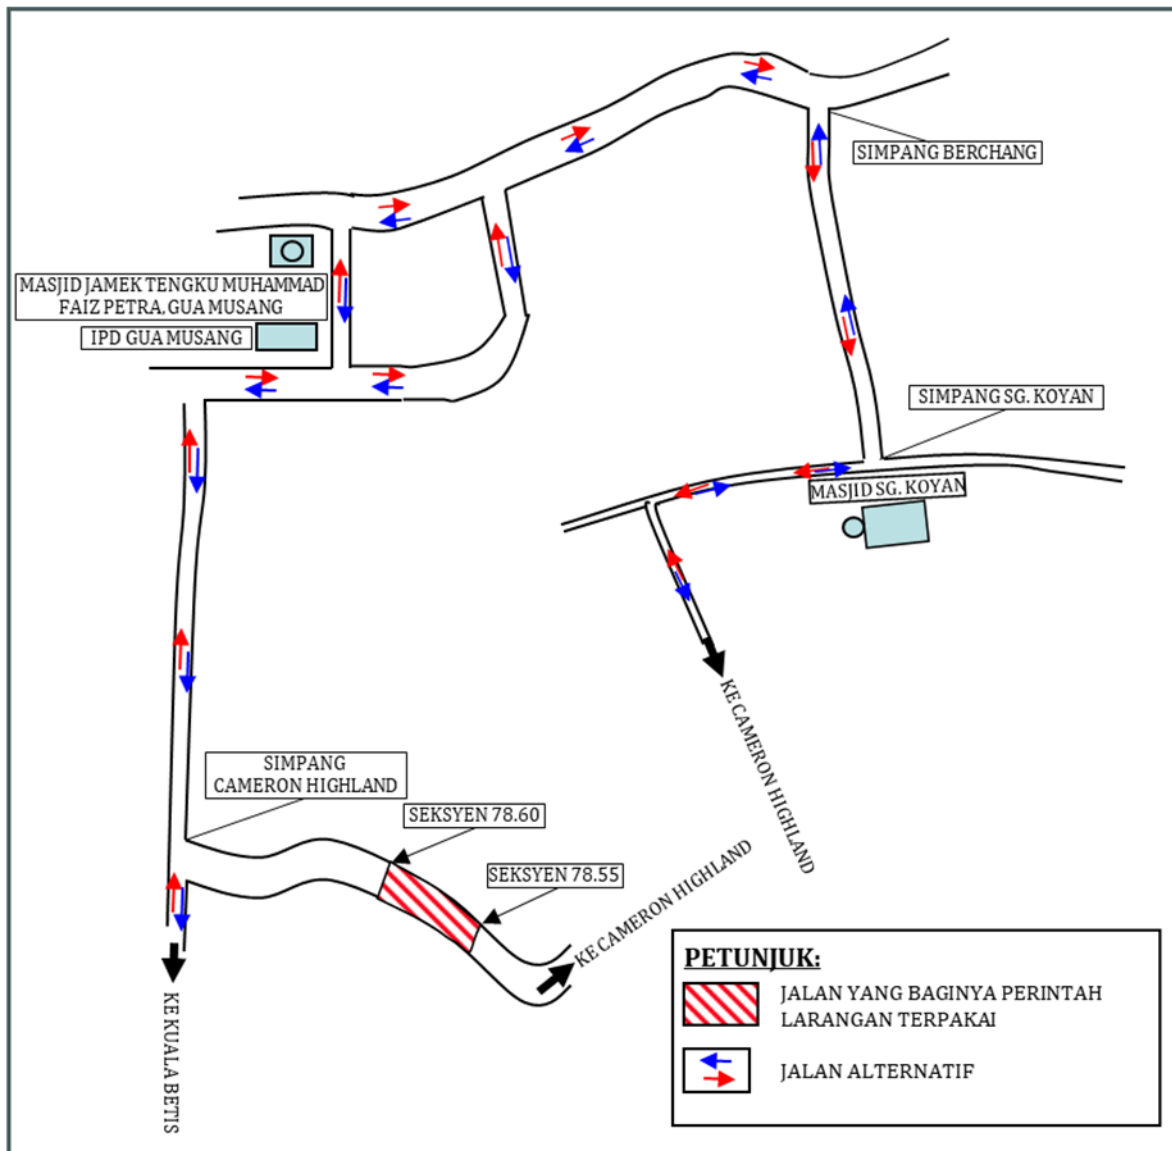 SIMPANG BERCHANG
MASJID JAMEK TENGKU MUHAMMAD
FAIZ PETRA, GUA MUSANG
IPD GUA MUSANG
SIMPANG SG. KOYAN
MASJID SG. KOYAN
KE CAMERON HIGHLAND
SIMPANG
CAMERON HIGHLAND
SEKSYEN 78.60
SEKSYEN 78.55
KE CAMERON HIGHLAND
KE KUALA BETIS
PETUNJUK:
JALAN YANG BAGINYA PERINTAH
LARANGAN TERPAKAI
JALAN ALTERNATIF